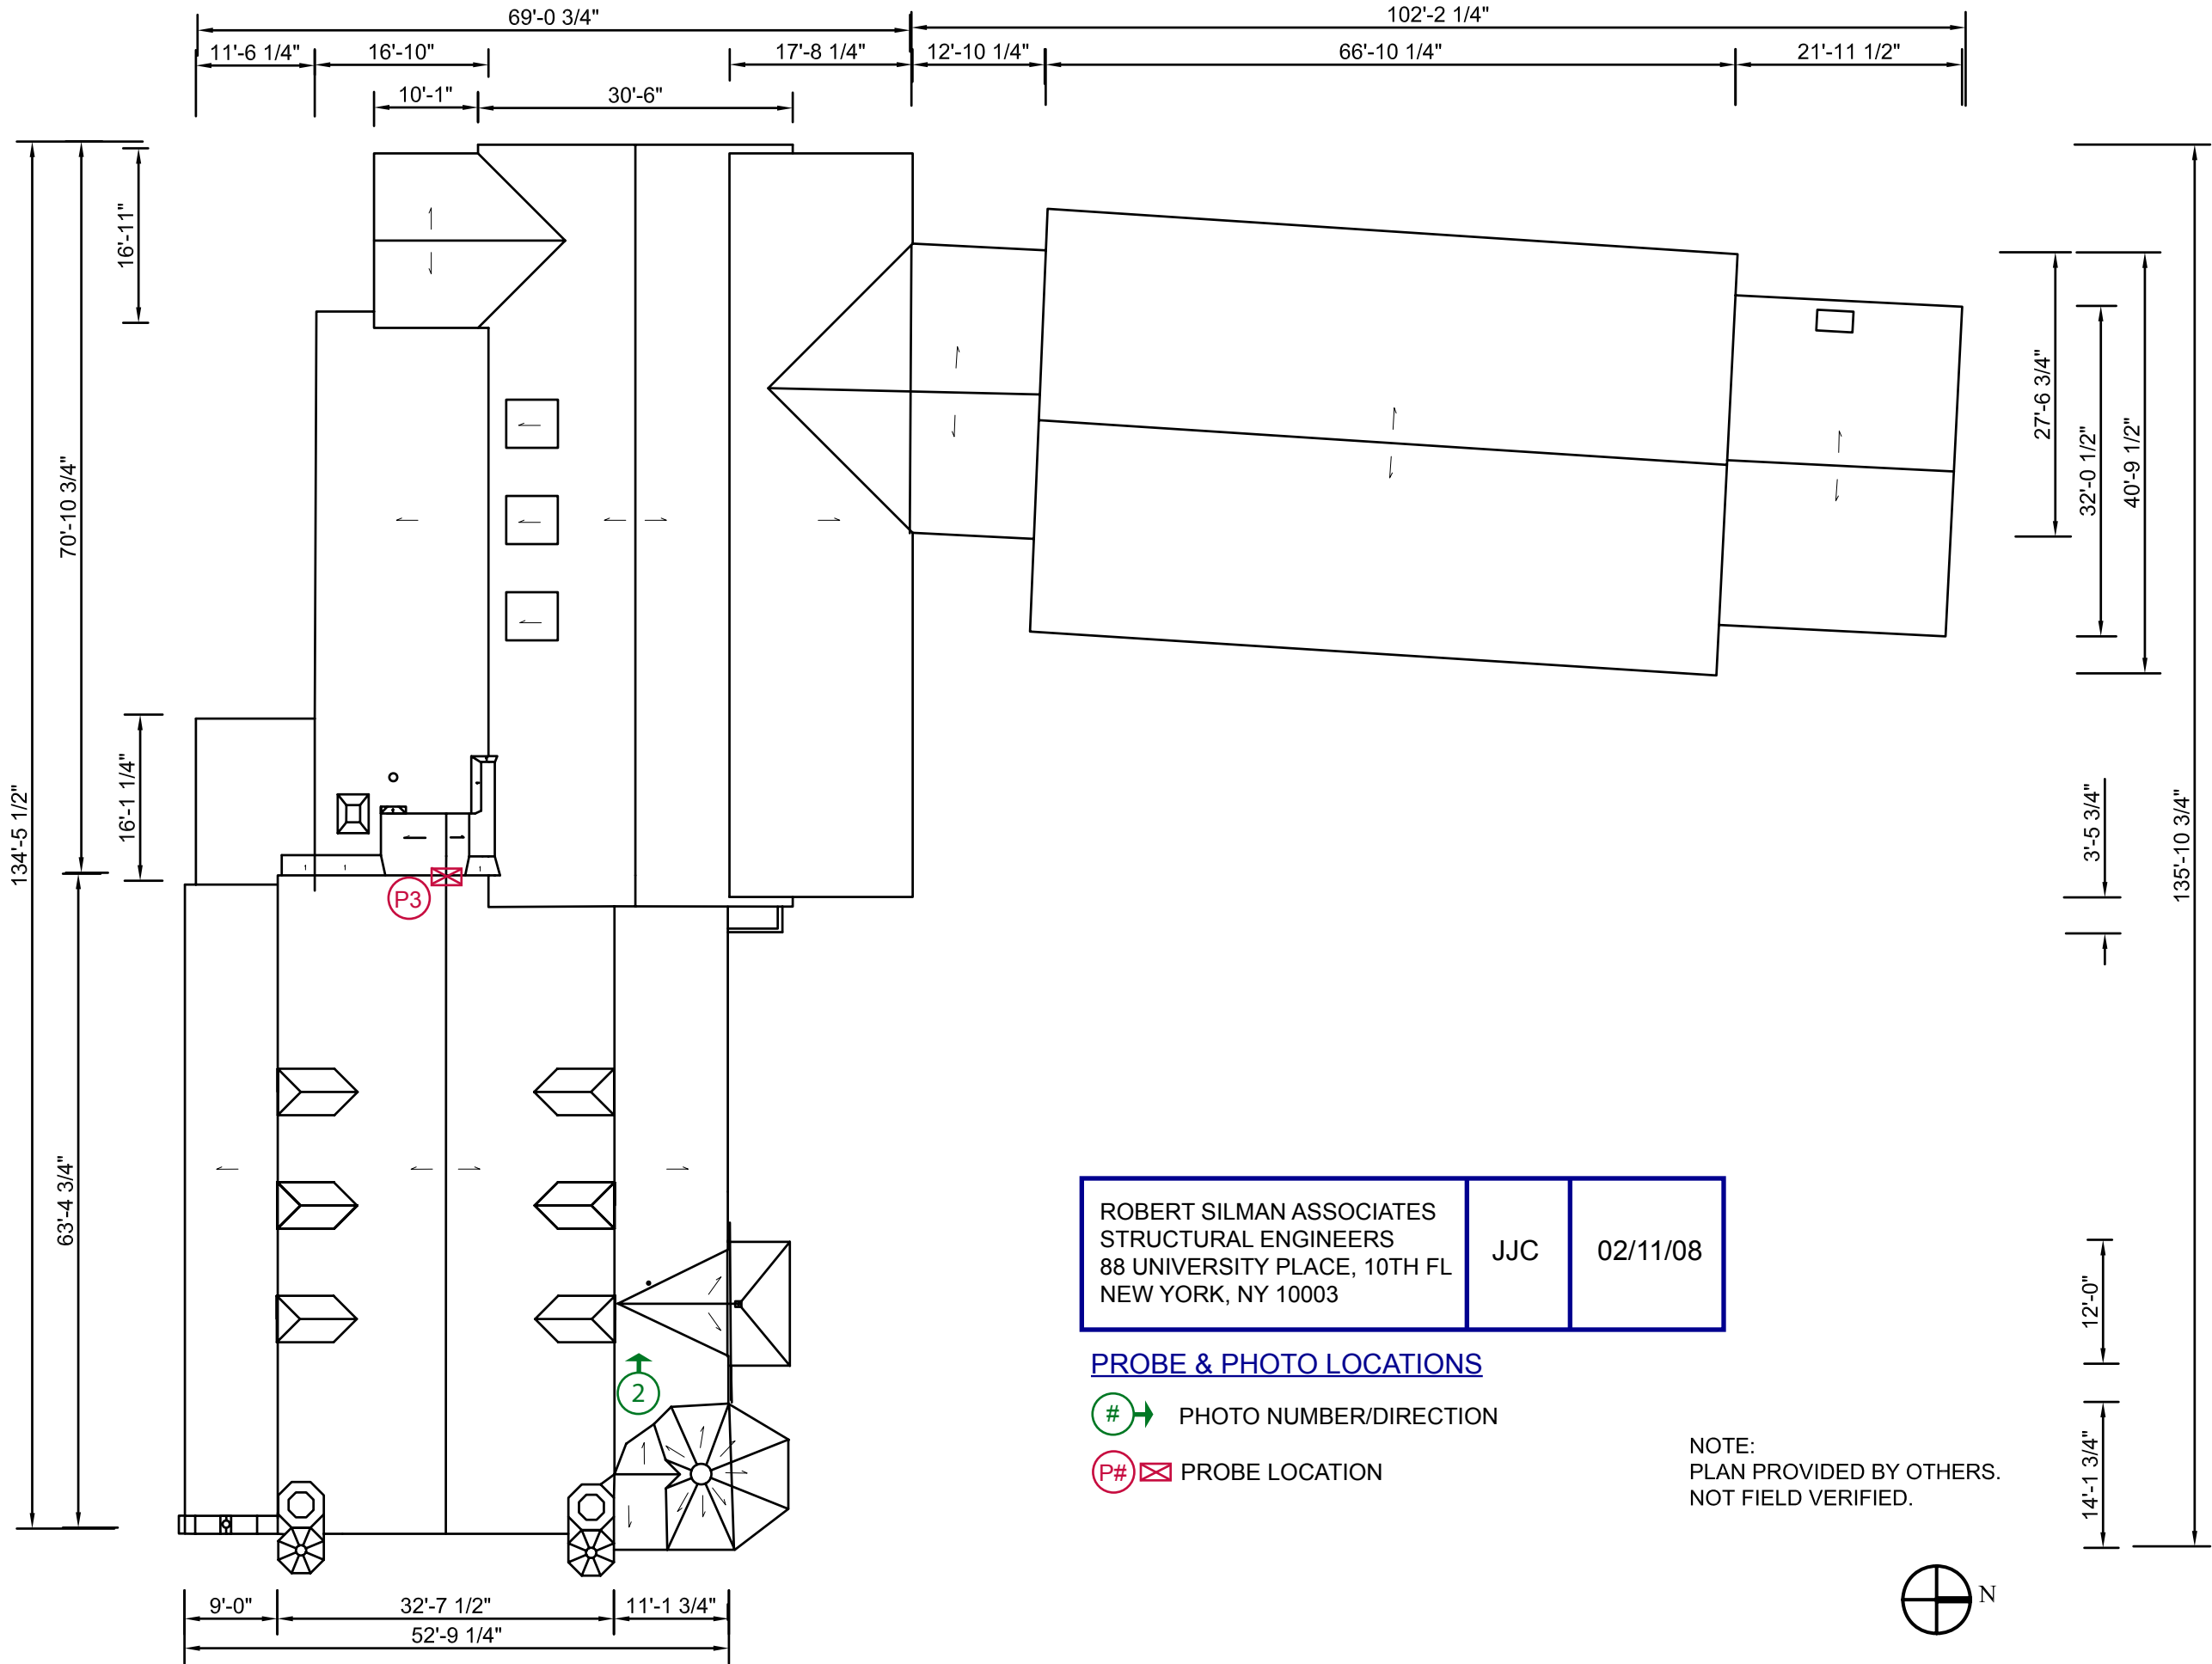 69'-0 3/4"
102'-2 1/4"
11'-6 1/4"
16'-10"
17'-8 1/4"
12'-10 1/4"
66'-10 1/4"
21'-11 1/2"
10'-1"
30'-6"
16'-11"
70'-10 3/4"
134'-5 1/2"
16'-1 1/4"
63'-4 3/4"
27'-6 3/4"
32'-0 1/2"
40'-9 1/2"
3'-5 3/4"
135'-10 3/4"
12'-0"
14'-1 3/4"
P3
2
ROBERT SILMAN ASSOCIATES
STRUCTURAL ENGINEERS
88 UNIVERSITY PLACE, 10TH FL
NEW YORK, NY 10003
JJC
02/11/08
PROBE & PHOTO LOCATIONS
# PHOTO NUMBER/DIRECTION
P# PROBE LOCATION
NOTE:
PLAN PROVIDED BY OTHERS.
NOT FIELD VERIFIED.
N
9'-0"
32'-7 1/2"
11'-1 3/4"
52'-9 1/4"